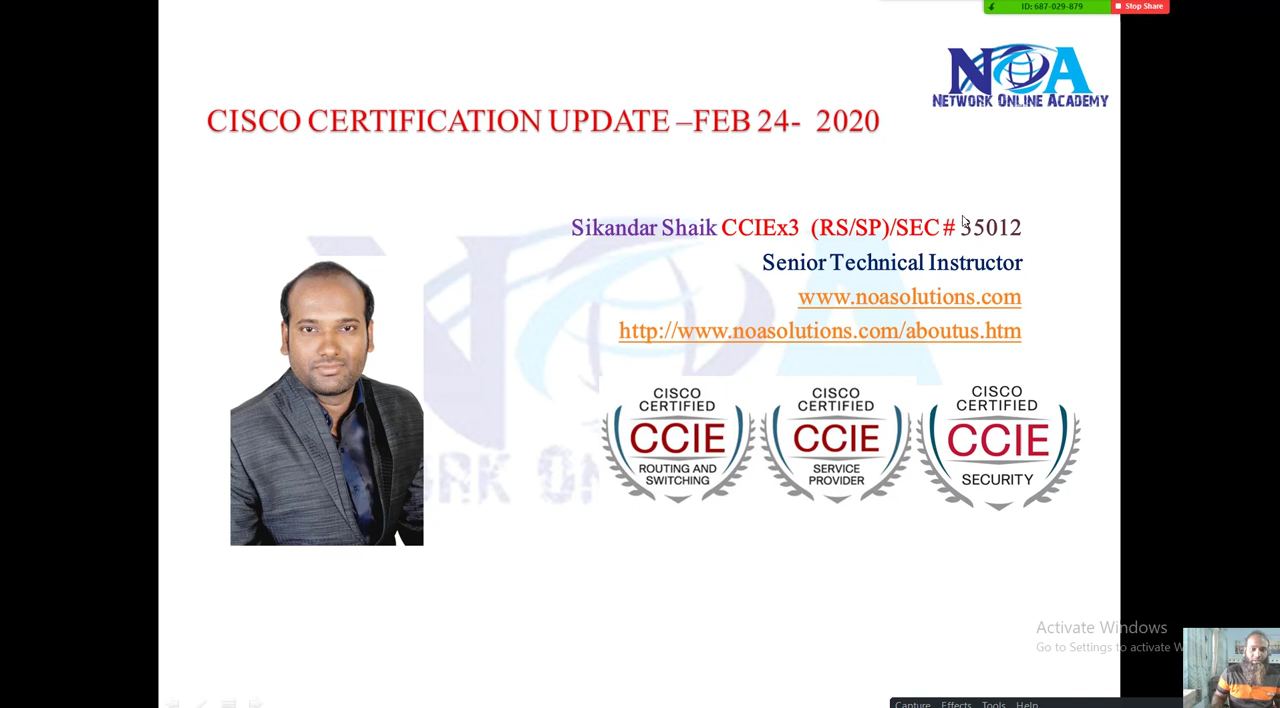 ID: 687-029-879
Stop Share
NOA
NETWORK ONLINE ACADEMY
CISCO CERTIFICATION UPDATE –FEB 24- 2020
Sikandar Shaik CCIEx3 (RS/SP)/SEC # 35012
Senior Technical Instructor
www.noasolutions.com
http://www.noasolutions.com/aboutus.htm
CISCO
CERTIFIED
CCIE
ROUTING AND
SWITCHING
CISCO
CERTIFIED
CCIE
SERVICE
PROVIDER
CISCO
CERTIFIED
CCIE
SECURITY
Activate Windows
Go to Settings to activate W
Capture Effects Tools Help